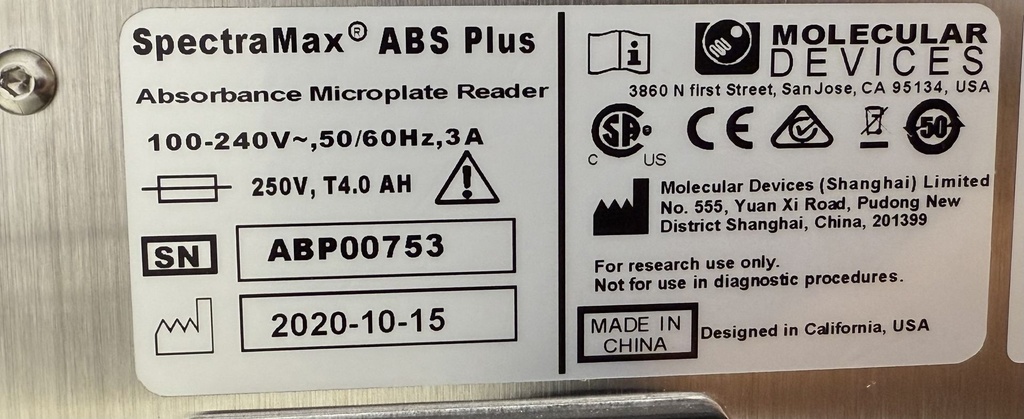 SpectraMax® ABS Plus
Absorbance Microplate Reader
100-240V~,50/60Hz,3A
250V, T4.0 AH
SN
ABP00753
2020-10-15
MOLECULAR
DEVICES
3860 N first Street, San Jose, CA 95134, USA
C US
CE
50
Molecular Devices (Shanghai) Limited
No. 555, Yuan Xi Road, Pudong New
District Shanghai, China, 201399
For research use only.
Not for use in diagnostic procedures.
MADE IN
CHINA
Designed in California, USA